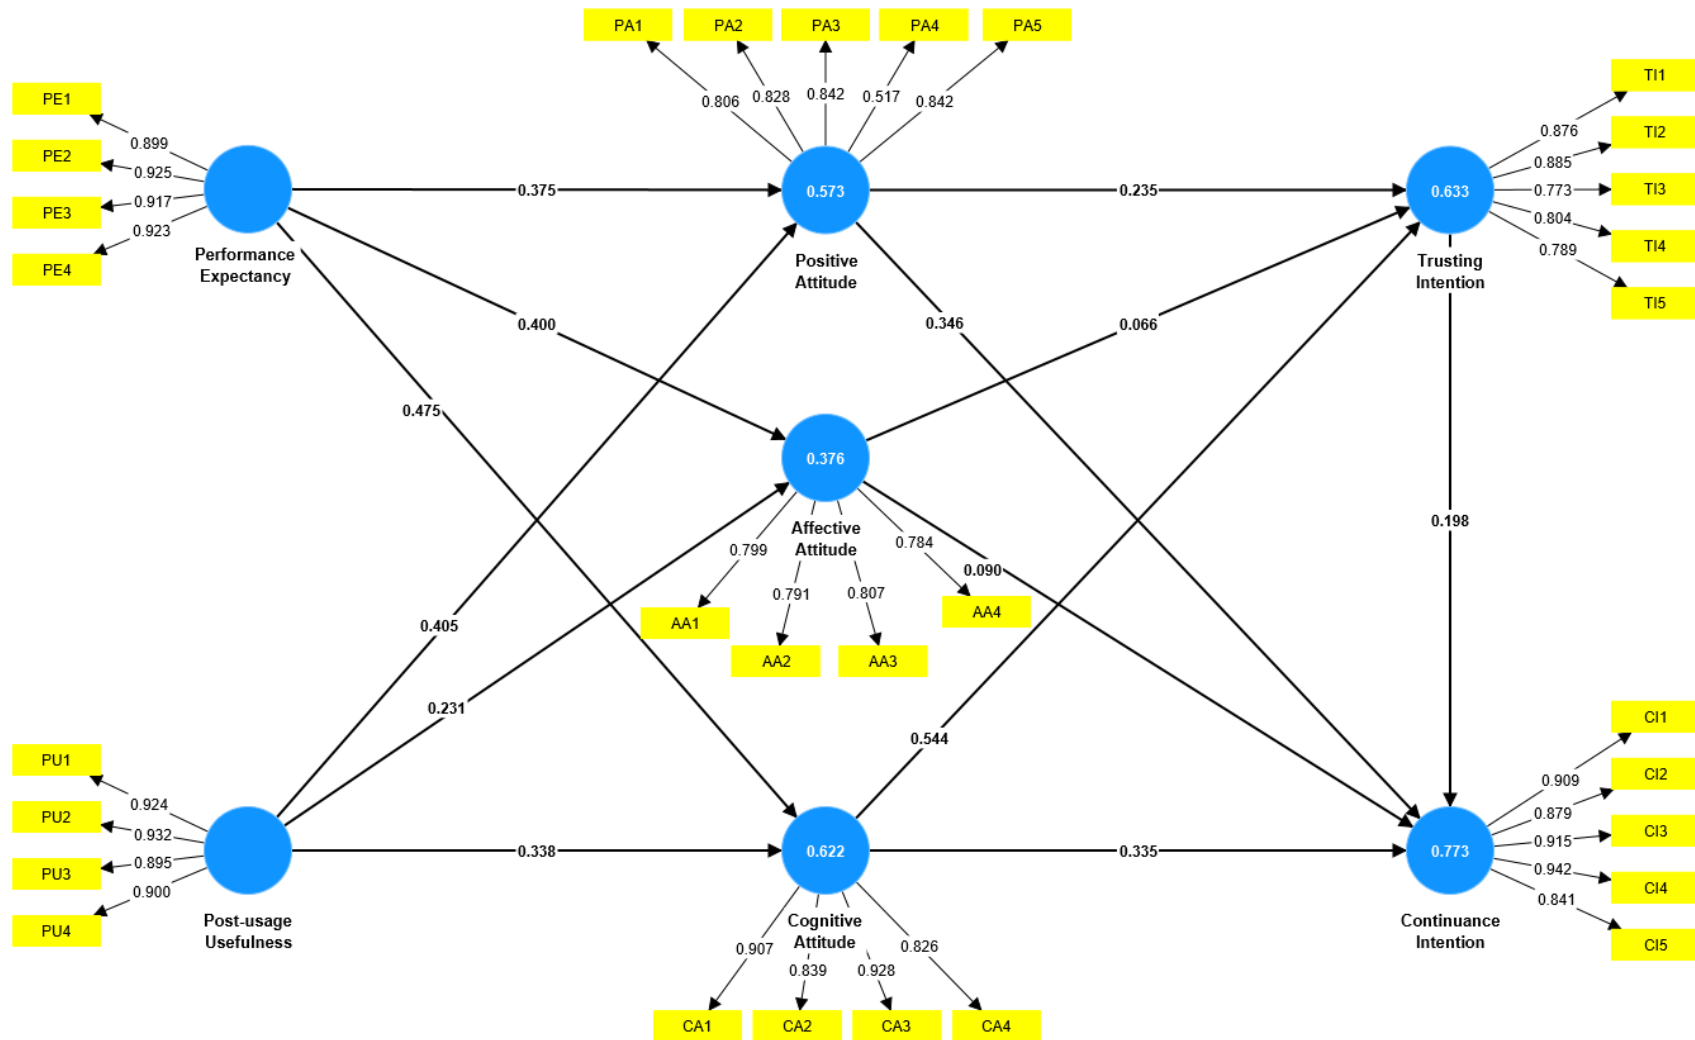 PA1 PA2 PA3 PA4 PA5
0.806 0.828 0.842 0.517 0.842
PE1
PE2
PE3
PE4
0.899
0.925
0.917
0.923
Performance
Expectancy
0.375
0.573
Positive
Attitude
0.235
0.633
Trusting
Intention
TI1
TI2
TI3
TI4
TI5
0.876
0.885
0.773
0.804
0.789
0.400
0.346
0.066
0.475
0.376
Affective
Attitude
0.799
0.791
0.807
0.784
AA1
AA2
AA3
AA4
0.090
0.198
0.405
0.231
0.544
PU1
PU2
PU3
PU4
0.924
0.932
0.895
0.900
Post-usage
Usefulness
0.338
0.622
Cognitive
Attitude
0.907
0.839
0.928
0.826
CA1 CA2 CA3 CA4
0.335
0.773
Continuance
Intention
0.909
0.879
0.915
0.942
0.841
CI1
CI2
CI3
CI4
CI5